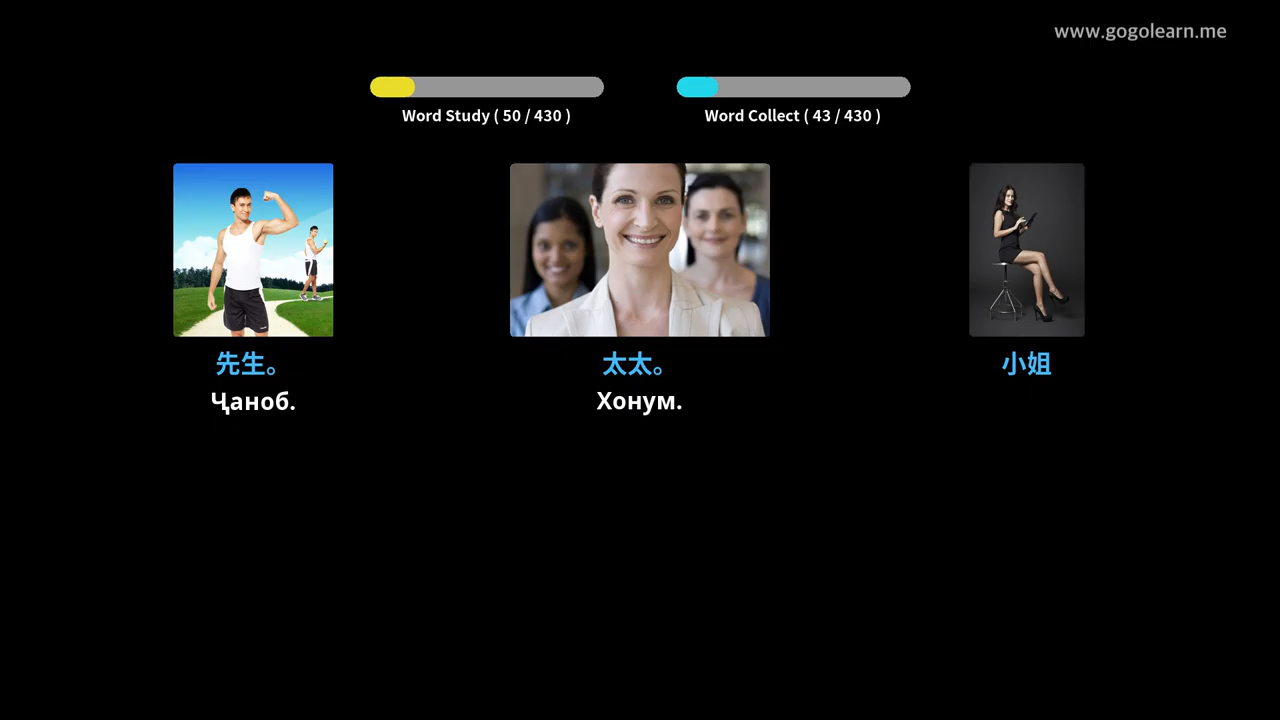 www.gogolearn.me
Word Study ( 50 / 430 )
Word Collect ( 43 / 430 )
先生。
Ҷаноб.
太太。
Хонум.
小姐